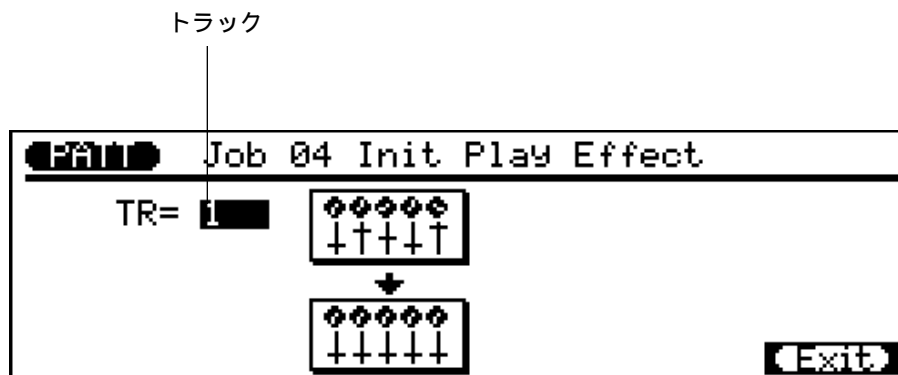 トラック
PATT Job 04 Init Play Effect
TR= 1
Exit